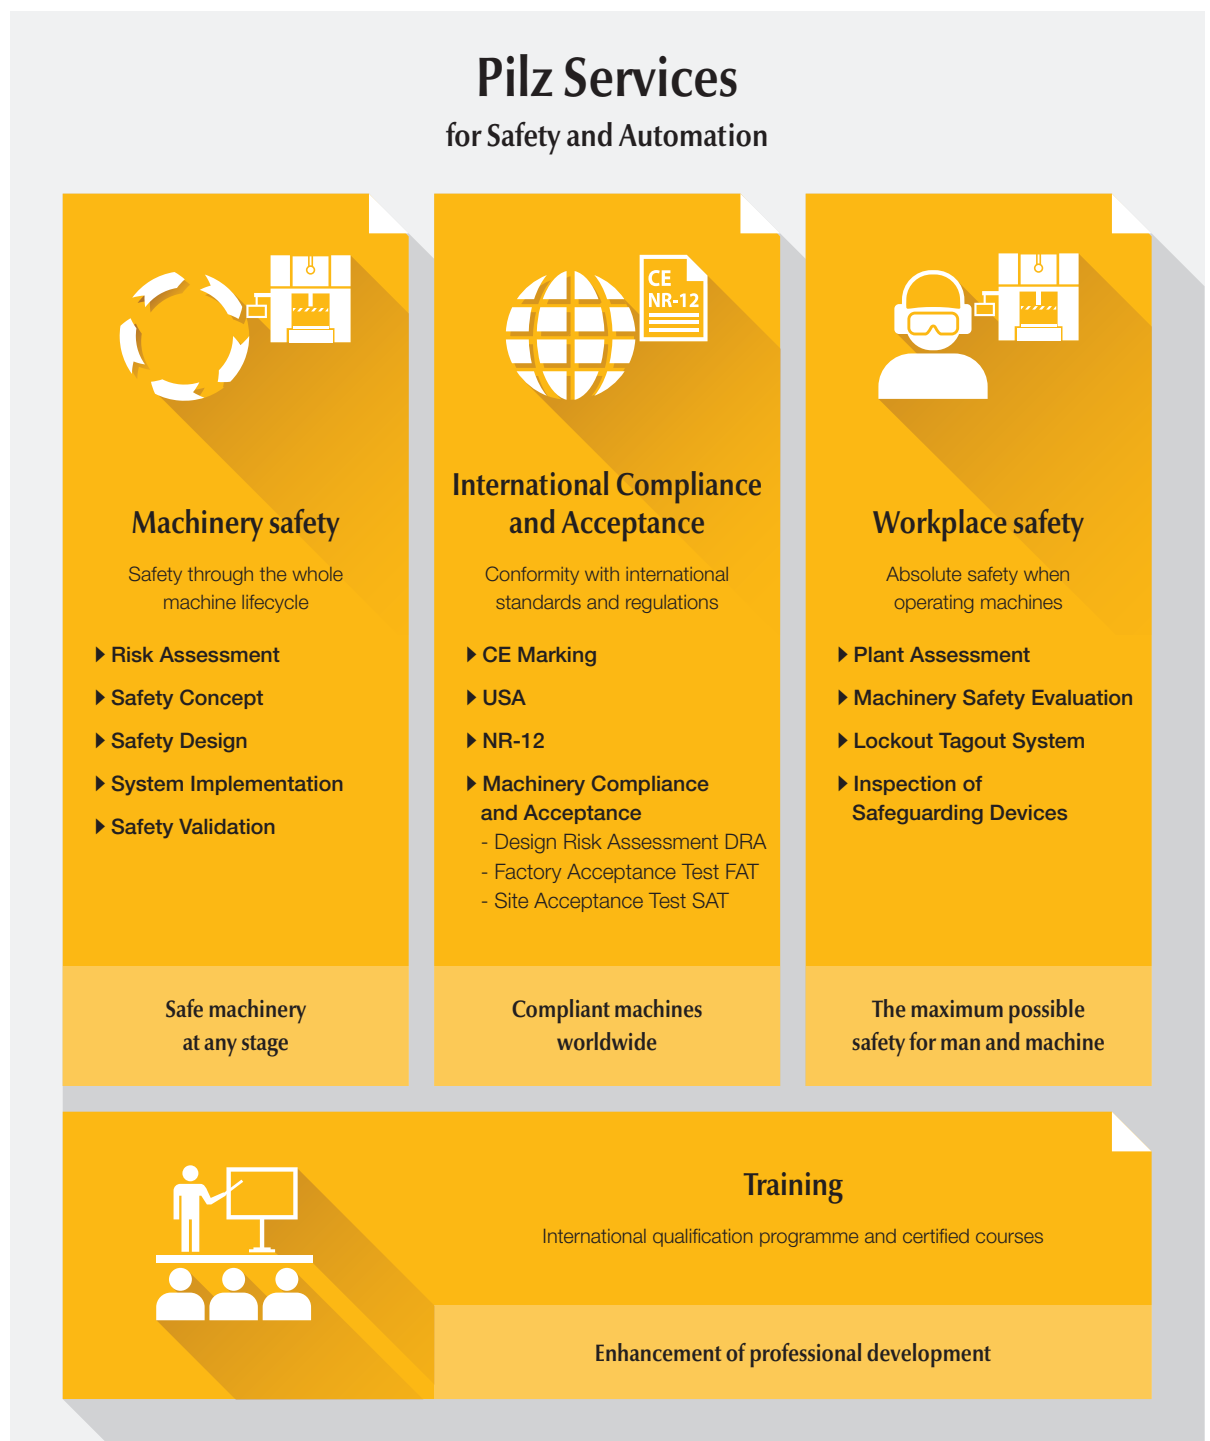 Pilz Services
for Safety and Automation
CE
NR-12
Machinery safety
Safety through the whole
machine lifecycle
Risk Assessment
Safety Concept
Safety Design
System Implementation
Safety Validation
Safe machinery
at any stage
International Compliance
and Acceptance
Conformity with international
standards and regulations
CE Marking
USA
NR-12
Machinery Compliance
and Acceptance
- Design Risk Assessment DRA
- Factory Acceptance Test FAT
- Site Acceptance Test SAT
Compliant machines
worldwide
Workplace safety
Absolute safety when
operating machines
Plant Assessment
Machinery Safety Evaluation
Lockout Tagout System
Inspection of
Safeguarding Devices
The maximum possible
safety for man and machine
Training
International qualification programme and certified courses
Enhancement of professional development